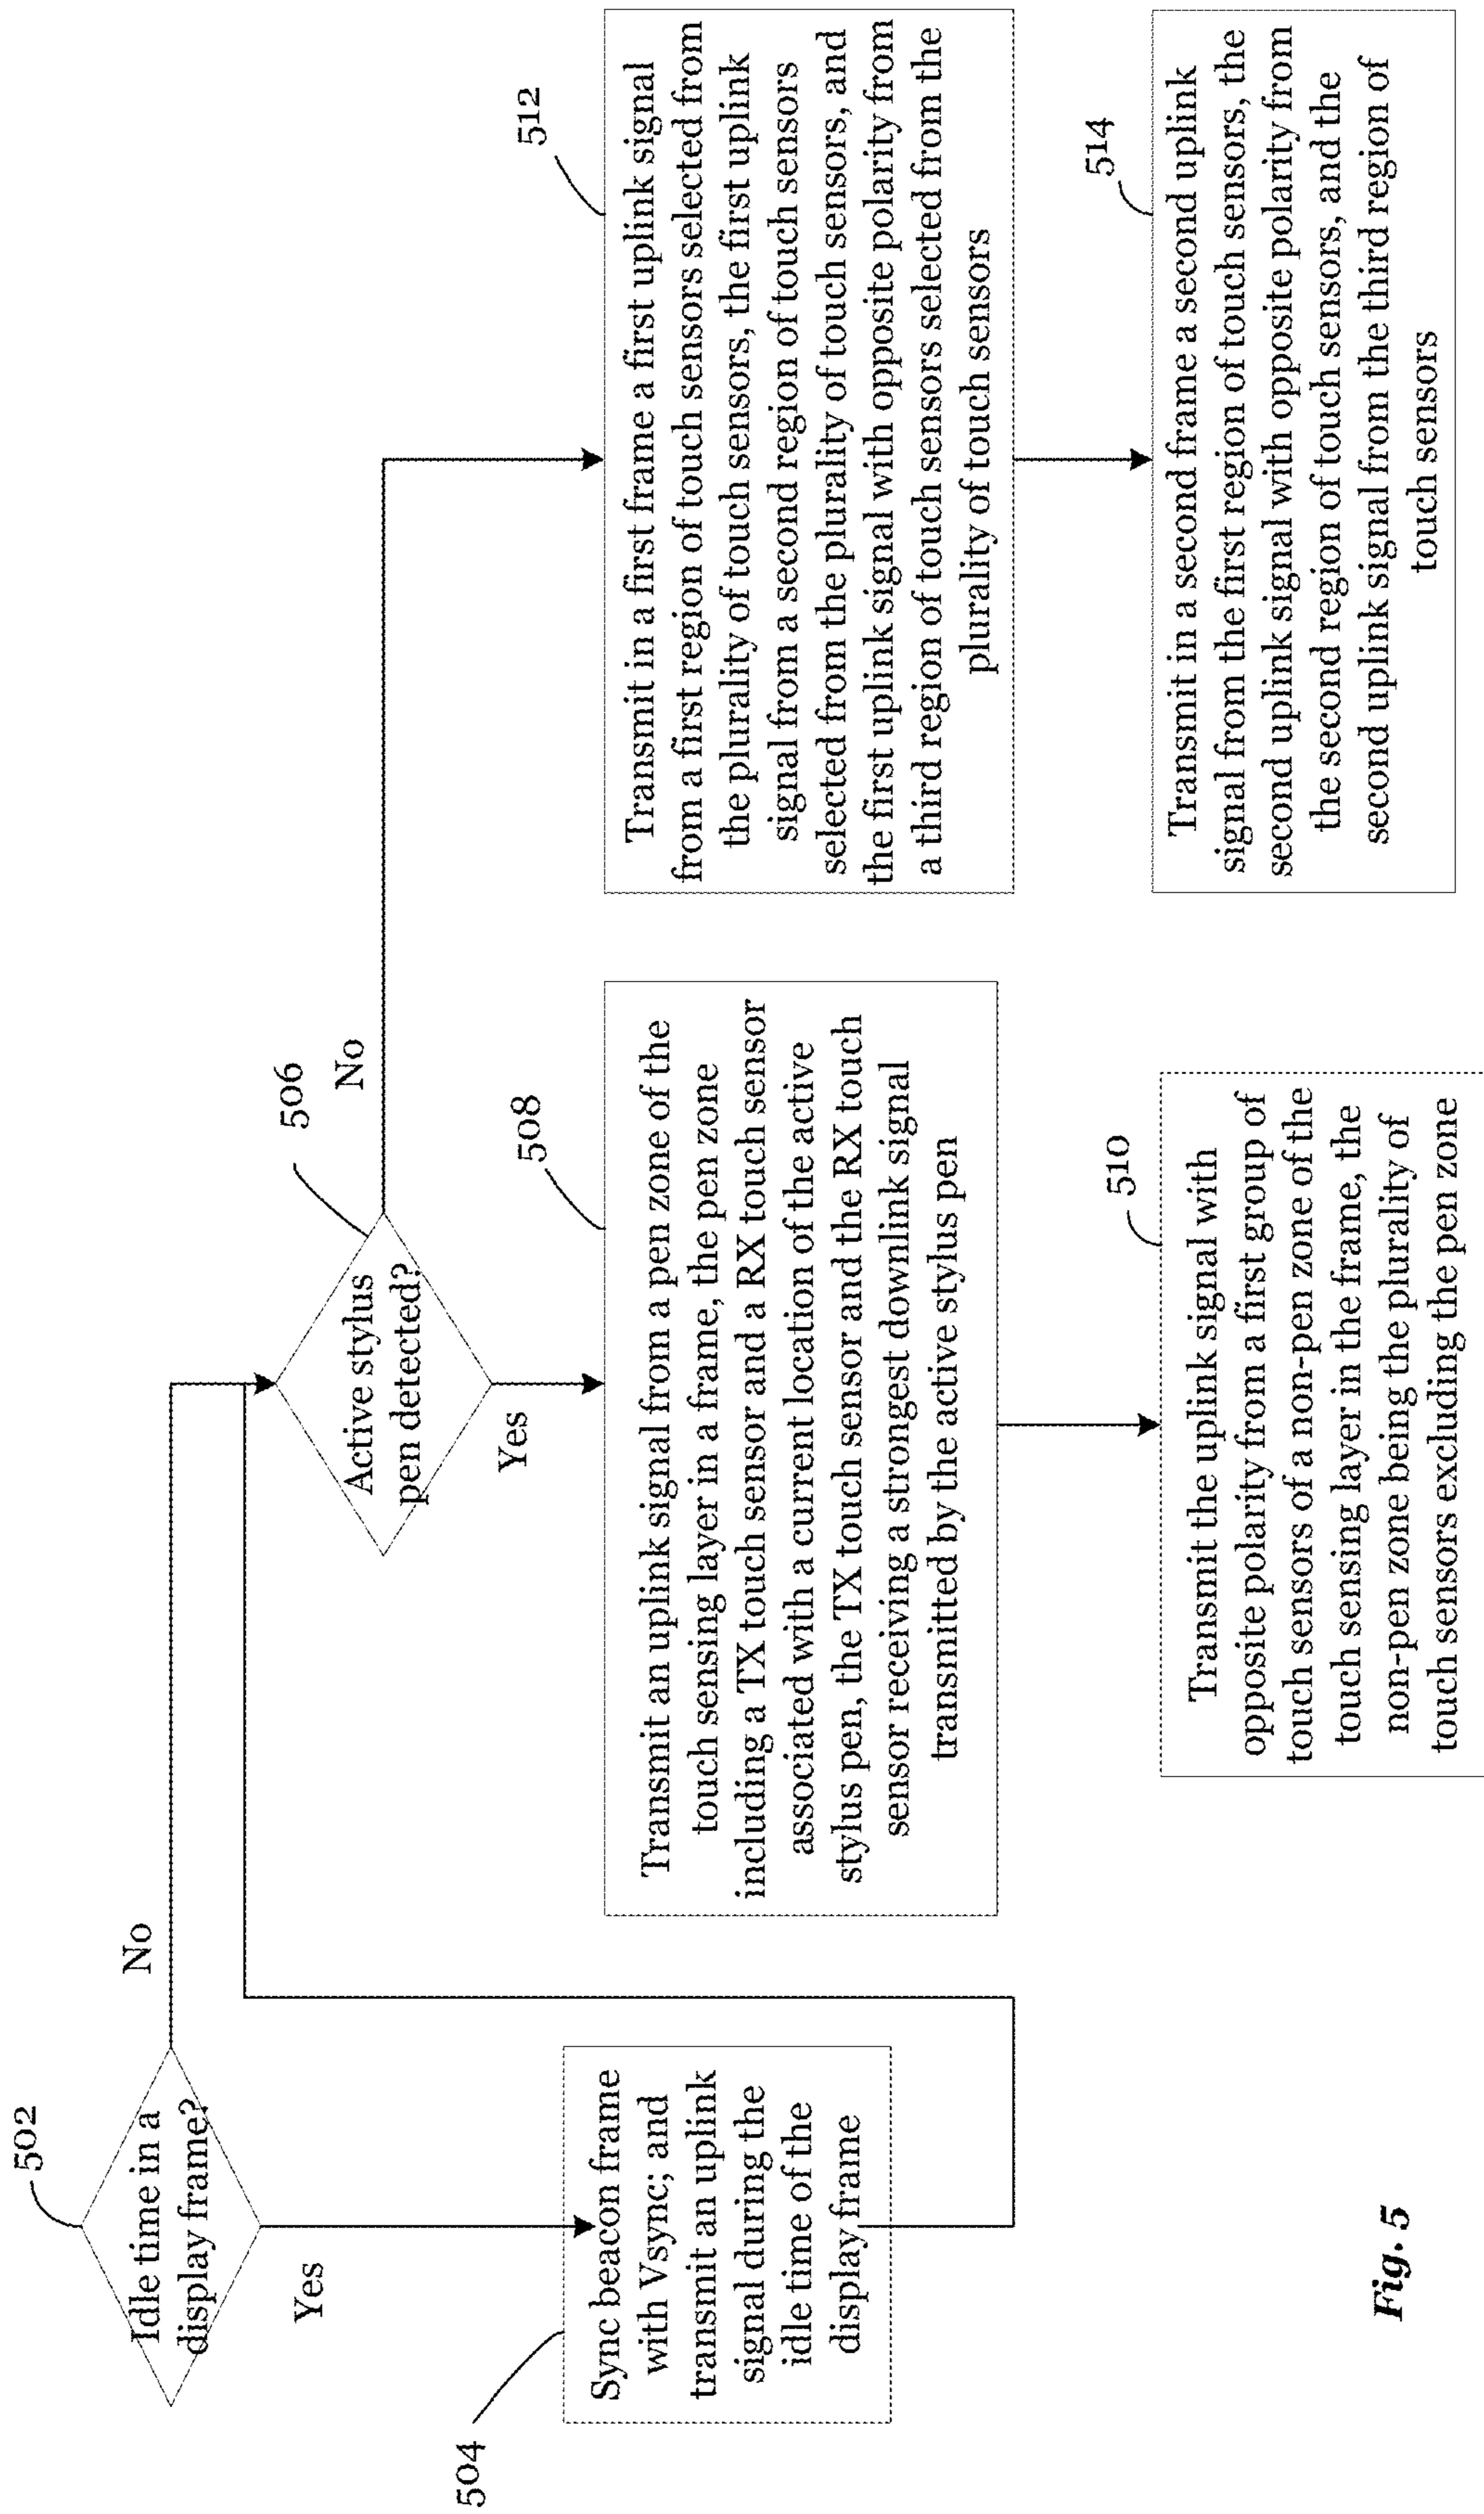 502
Idle time in a
display frame?
No
Yes
504
Sync beacon frame
with Vsync; and
transmit an uplink
signal during the
idle time of the
display frame
506
Active stylus
pen detected?
No
Yes
508
Transmit an uplink signal from a pen zone of the
touch sensing layer in a frame, the pen zone
including a TX touch sensor and a RX touch sensor
associated with a current location of the active
stylus pen, the TX touch sensor and the RX touch
sensor receiving a strongest downlink signal
transmitted by the active stylus pen
510
Transmit the uplink signal with
opposite polarity from a first group of
touch sensors of a non-pen zone of the
touch sensing layer in the frame, the
non-pen zone being the plurality of
touch sensors excluding the pen zone
512
Transmit in a first frame a first uplink signal
from a first region of touch sensors selected from
the plurality of touch sensors, the first uplink
signal from a second region of touch sensors
selected from the plurality of touch sensors, and
the first uplink signal with opposite polarity from
a third region of touch sensors selected from the
plurality of touch sensors
514
Transmit in a second frame a second uplink
signal from the first region of touch sensors, the
second uplink signal with opposite polarity from
the second region of touch sensors, and the
second uplink signal from the third region of
touch sensors
Fig. 5